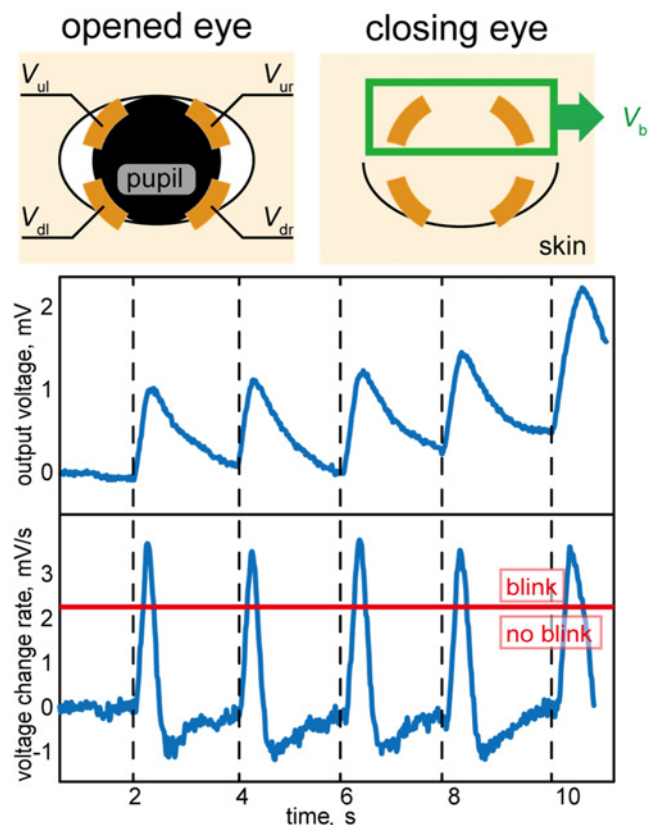 opened eye
closing eye
V_ul
V_ur
V_b
pupil
V_dl
V_dr
skin
output voltage, mV
2
1
0
voltage change rate, mV/s
3
2
1
0
-1
blink
no blink
2
4
6
8
10
time, s